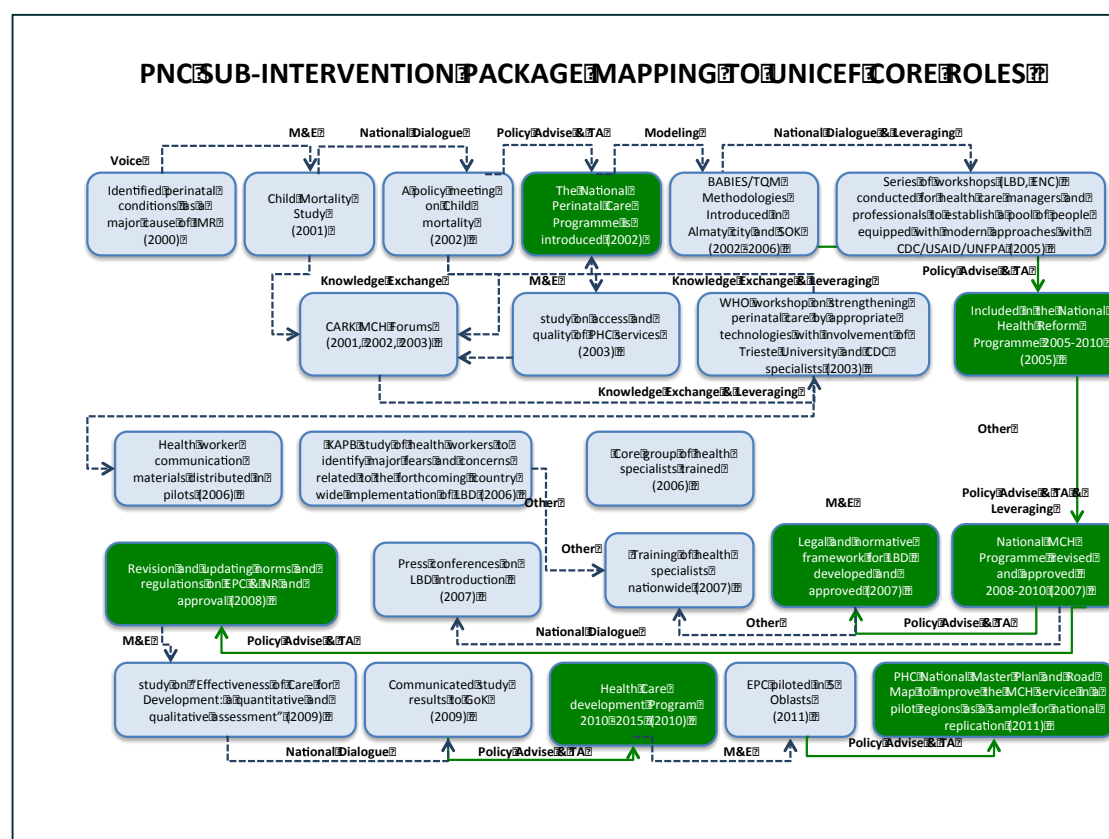 PNC SUB-INTERVENTION PACKAGE MAPPING TO UNICEF CORE ROLES
M&E
National Dialogue
Policy Advise & TA
Modeling
National Dialogue & Leveraging
Voice
Identified perinatal
conditions as a
major cause of IMR
(2000)
Child Mortality
Study
(2001)
A policy meeting
on Child
mortality
(2002)
The National
Perinatal Care
Programme is
introduced (2002)
BABIES/TQM
Methodologies
Introduced in
Almaty city and SOK
(2002-2006)
Series of workshops (LBD, ENC)
conducted for health care managers and
professionals to establish a pool of people
equipped with modern approaches with
CDC/USAID/UNFPA (2005)
Policy Advise & TA
Knowledge Exchange
M&E
Knowledge Exchange & Leveraging
CARK MCH Forums
(2001, 2002, 2003)
study on access and
quality of PHC services
(2003)
WHO workshop on strengthening
perinatal care by appropriate
technologies with involvement of
Trieste University and CDC
specialists (2003)
Included in the National
Health Reform
Programme 2005-2010
(2005)
Knowledge Exchange & Leveraging
Other
Health worker
communication
materials distributed in
pilots (2006)
KAPB study of health workers to
identify major fears and concerns
related to the forthcoming country
wide implementation of LBD (2006)
Core group of health
specialists trained
(2006)
Other
M&E
Policy Advise & TA &
Leveraging
Revision and updating norms and
regulations on EPC & NR and
approval (2008)
Press conferences on
LBD introduction
(2007)
Other
Training of health
specialists
nationwide (2007)
Legal and normative
framework for LBD
developed and
approved (2007)
National MCH
Programme revised
and approved
2008-2010 (2007)
M&E
Policy Advise & TA
National Dialogue
Other
Policy Advise & TA
study on "Effectiveness of Care for
Development: a quantitative and
qualitative assessment" (2009)
Communicated study
results to GoK
(2009)
Health Care
development Program
2010-2015 (2010)
EPC piloted in 5
Oblasts
(2011)
PHC National Master Plan and Road
Map to improve the MCH service in a
pilot regions as a sample for national
replication (2011)
National Dialogue
Policy Advise & TA
M&E
Policy Advise & TA